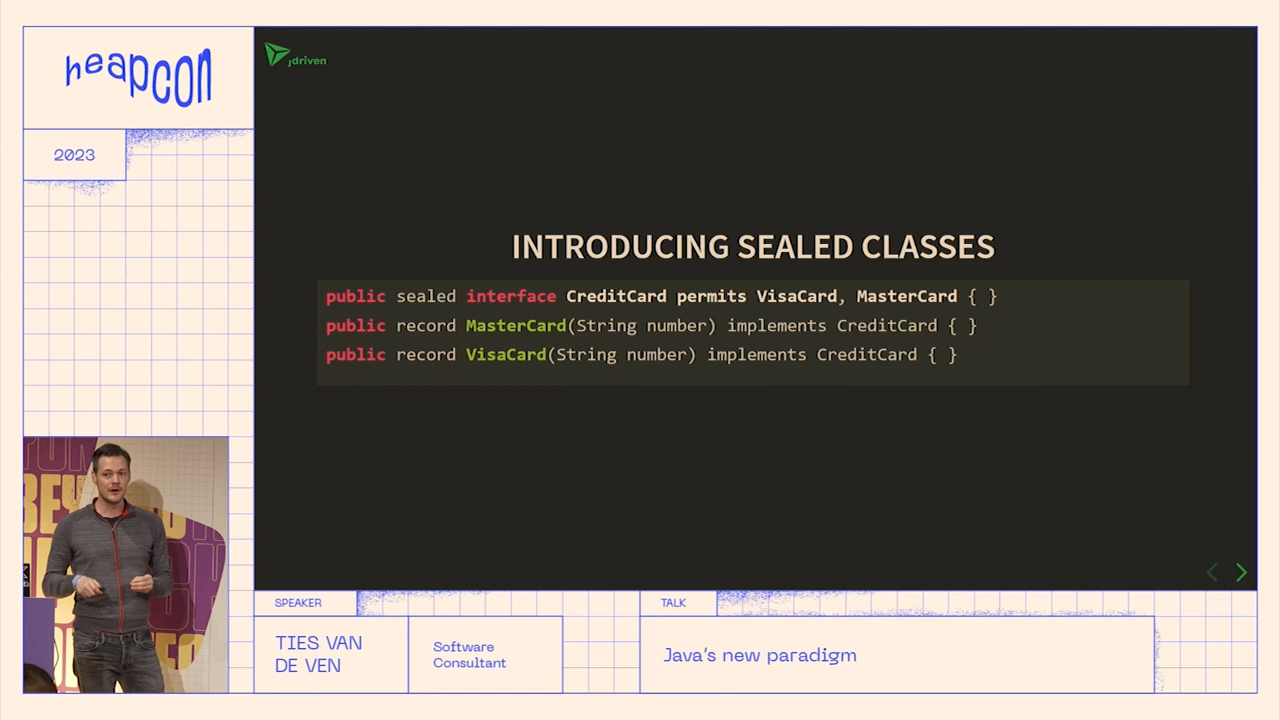 heapcon
2023
jdriven
INTRODUCING SEALED CLASSES
public sealed interface CreditCard permits VisaCard, MasterCard { }
public record MasterCard(String number) implements CreditCard { }
public record VisaCard(String number) implements CreditCard { }
SPEAKER
TIES VAN
DE VEN
Software
Consultant
TALK
Java's new paradigm